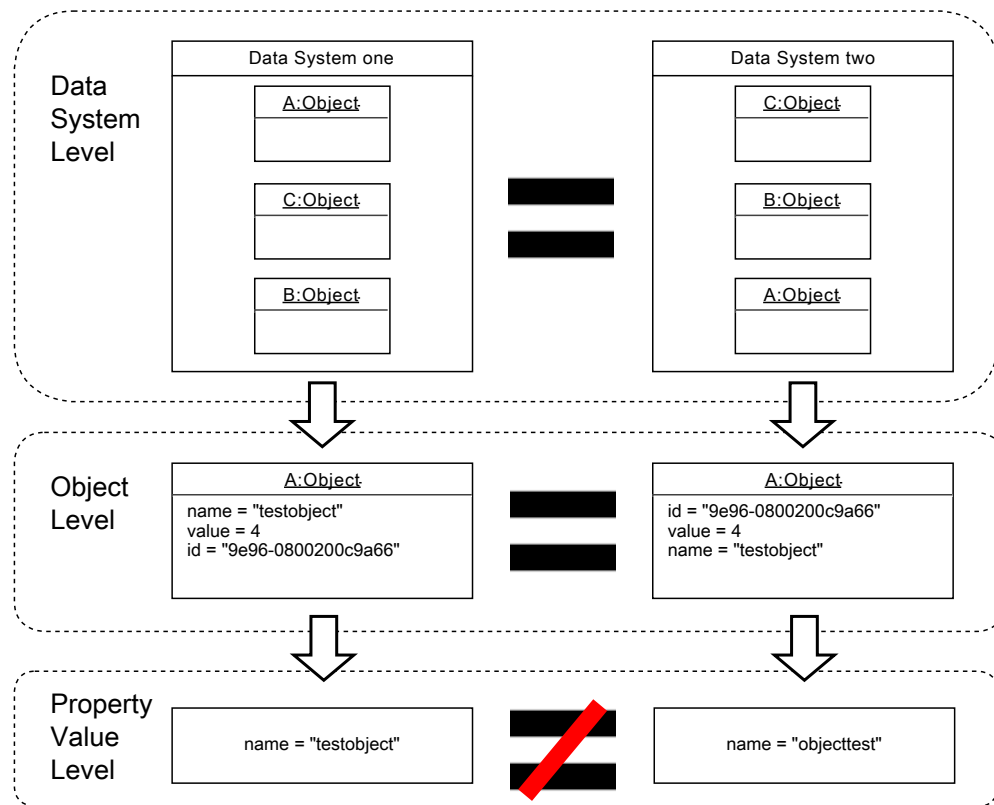 Data
System
Level
Data System one
A:Object
C:Object
B:Object
Data System two
C:Object
B:Object
A:Object
Object
Level
A:Object
name = "testobject"
value = 4
id = "9e96-0800200c9a66"
A:Object
id = "9e96-0800200c9a66"
value = 4
name = "testobject"
Property
Value
Level
name = "testobject"
name = "objecttest"